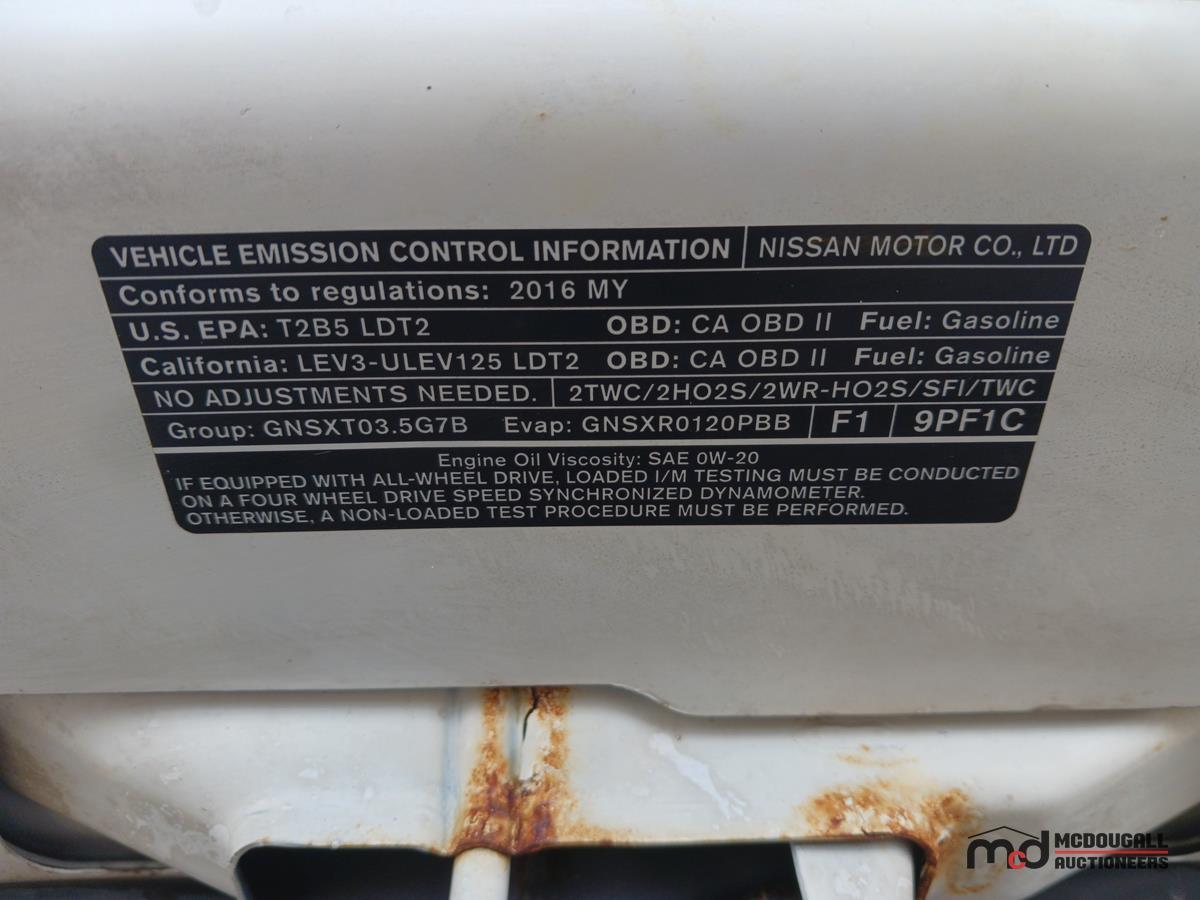 VEHICLE EMISSION CONTROL INFORMATION NISSAN MOTOR CO., LTD
Conforms to regulations: 2016 MY
U.S. EPA: T2B5 LDT2 OBD: CA OBD II Fuel: Gasoline
California: LEV3-ULEV125 LDT2 OBD: CA OBD II Fuel: Gasoline
NO ADJUSTMENTS NEEDED. 2TWC/2HO2S/2WR-HO2S/SFI/TWC
Group: GNSXT03.5G7B Evap: GNSXR0120PBB F1 9PF1C
Engine Oil Viscosity: SAE 0W-20
IF EQUIPPED WITH ALL-WHEEL DRIVE, LOADED I/M TESTING MUST BE CONDUCTED
ON A FOUR WHEEL DRIVE SPEED SYNCHRONIZED DYNAMOMETER.
OTHERWISE, A NON-LOADED TEST PROCEDURE MUST BE PERFORMED.
mcd MCDOUGALL
AUCTIONEERS